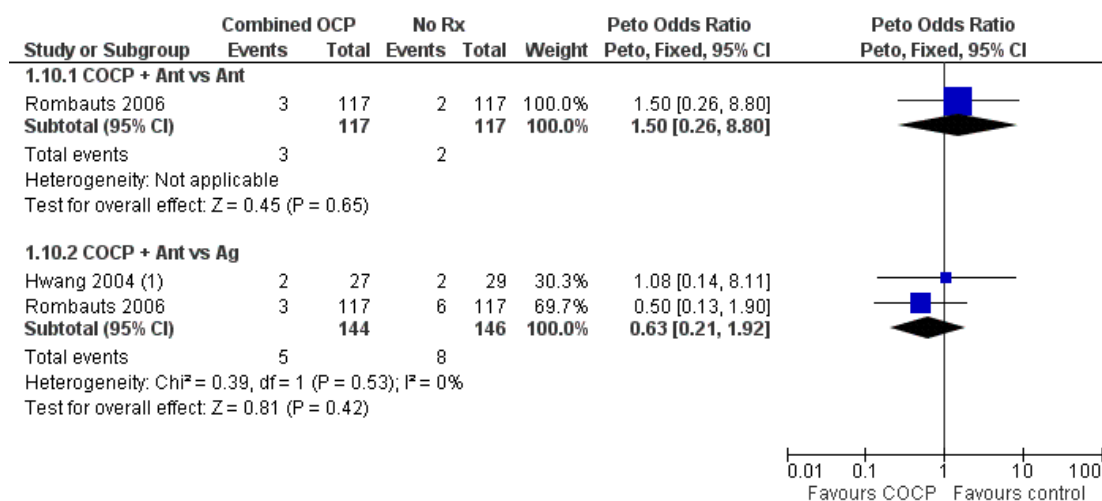 Combined OCP No Rx Peto Odds Ratio Peto Odds Ratio
Study or Subgroup Events Total Events Total Weight Peto, Fixed, 95% CI Peto, Fixed, 95% CI
1.10.1 COCP + Ant vs Ant
Rombauts 2006 3 117 2 117 100.0% 1.50 [0.26, 8.80]
Subtotal (95% CI) 117 117 100.0% 1.50 [0.26, 8.80]
Total events 3 2
Heterogeneity: Not applicable
Test for overall effect: Z = 0.45 (P = 0.65)
1.10.2 COCP + Ant vs Ag
Hwang 2004 (1) 2 27 2 29 30.3% 1.08 [0.14, 8.11]
Rombauts 2006 3 117 6 117 69.7% 0.50 [0.13, 1.90]
Subtotal (95% CI) 144 146 100.0% 0.63 [0.21, 1.92]
Total events 5 8
Heterogeneity: Chi² = 0.39, df = 1 (P = 0.53); I² = 0%
Test for overall effect: Z = 0.81 (P = 0.42)
0.01 0.1 1 10 100
Favours COCP Favours control